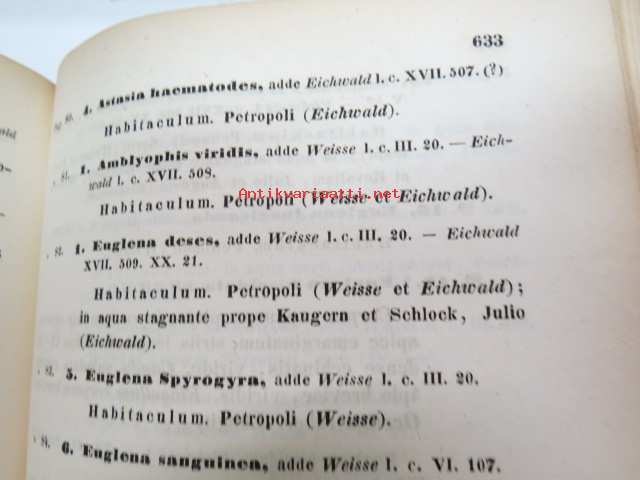 633
4. Astasia haematodes, adde Eichwald l. c. XVII. 507. (?)
Habitaculum. Petropoli (Eichwald).
1. Amblyophis viridis, adde Weisse l. c. III. 20. — Eich-
wald l. c. XVII. 508.
Habitaculum. Petropoli (Weisse et Eichwald).
Antikvariaatti.net
81. 1. Euglena deses, adde Weisse l. c. III. 20. — Eichwald
XVII. 509. XX. 21.
Habitaculum. Petropoli (Weisse et Eichwald);
in aqua stagnante prope Kaugern et Schlock, Julio
(Eichwald).
81. 5. Euglena Spyrogyra, adde Weisse l. c. III. 20.
Habitaculum. Petropoli (Weisse).
6. Euglena sanguinea, adde Weisse l. c. VI. 107.